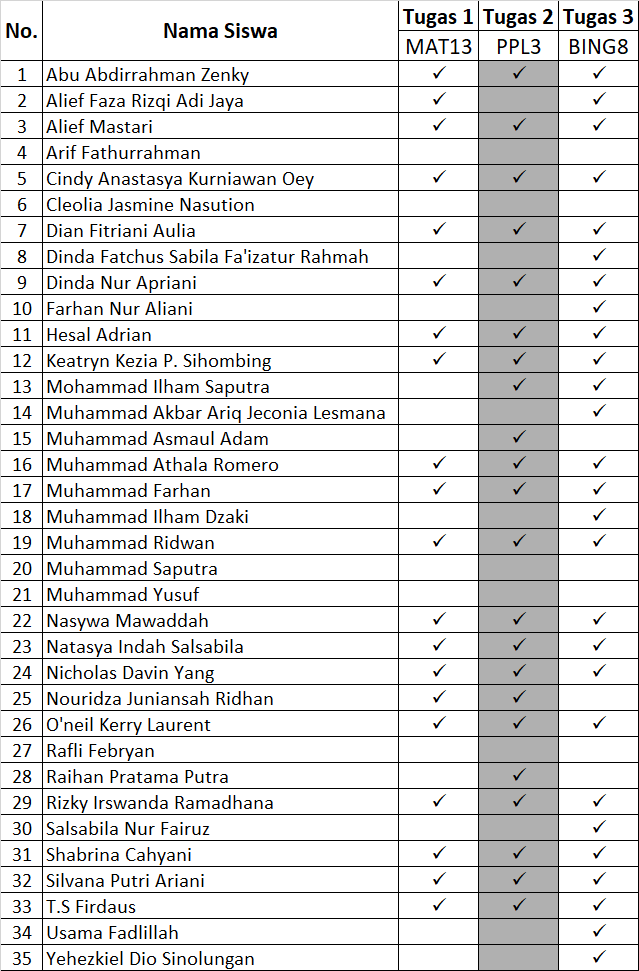 No. Nama Siswa Tugas 1 Tugas 2 Tugas 3
MAT13 PPL3 BING8
1 Abu Abdirrahman Zenky ✓ ✓ ✓
2 Alief Faza Rizqi Adi Jaya ✓ ✓
3 Alief Mastari ✓ ✓ ✓
4 Arif Fathurrahman
5 Cindy Anastasya Kurniawan Oey ✓ ✓ ✓
6 Cleolia Jasmine Nasution
7 Dian Fitriani Aulia ✓ ✓ ✓
8 Dinda Fatchus Sabila Fa'izatur Rahmah ✓
9 Dinda Nur Apriani ✓ ✓ ✓
10 Farhan Nur Aliani ✓
11 Hesal Adrian ✓ ✓ ✓
12 Keatryn Kezia P. Sihombing ✓ ✓ ✓
13 Mohammad Ilham Saputra ✓ ✓
14 Muhammad Akbar Ariq Jeconia Lesmana ✓
15 Muhammad Asmaul Adam ✓
16 Muhammad Athala Romero ✓ ✓ ✓
17 Muhammad Farhan ✓ ✓ ✓
18 Muhammad Ilham Dzaki ✓
19 Muhammad Ridwan ✓ ✓ ✓
20 Muhammad Saputra
21 Muhammad Yusuf
22 Nasywa Mawaddah ✓ ✓ ✓
23 Natasya Indah Salsabila ✓ ✓ ✓
24 Nicholas Davin Yang ✓ ✓ ✓
25 Nouridza Juniansah Ridhan ✓ ✓
26 O'neil Kerry Laurent ✓ ✓ ✓
27 Rafli Febryan
28 Raihan Pratama Putra ✓
29 Rizky Irswanda Ramadhana ✓ ✓ ✓
30 Salsabila Nur Fairuz ✓
31 Shabrina Cahyani ✓ ✓ ✓
32 Silvana Putri Ariani ✓ ✓ ✓
33 T.S Firdaus ✓ ✓ ✓
34 Usama Fadlillah ✓
35 Yehezkiel Dio Sinolungan ✓